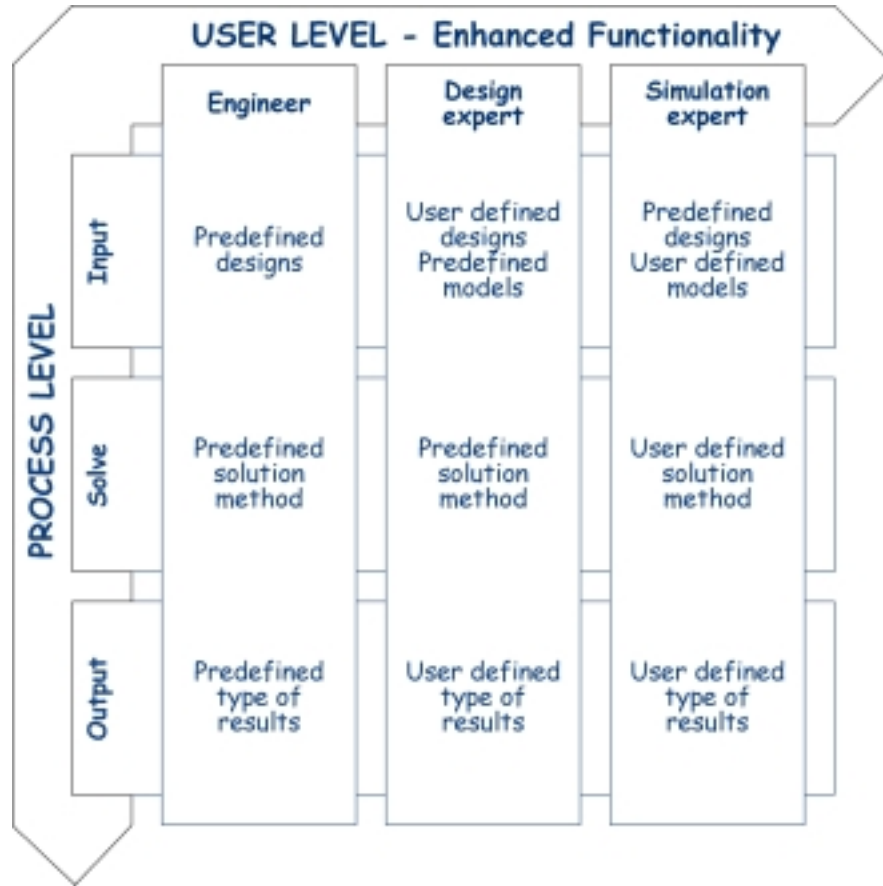 USER LEVEL - Enhanced Functionality
Engineer
Design
expert
Simulation
expert
PROCESS LEVEL
Input
Predefined
designs
User defined
designs
Predefined
models
Predefined
designs
User defined
models
Solve
Predefined
solution
method
Predefined
solution
method
User defined
solution
method
Output
Predefined
type of
results
User defined
type of
results
User defined
type of
results